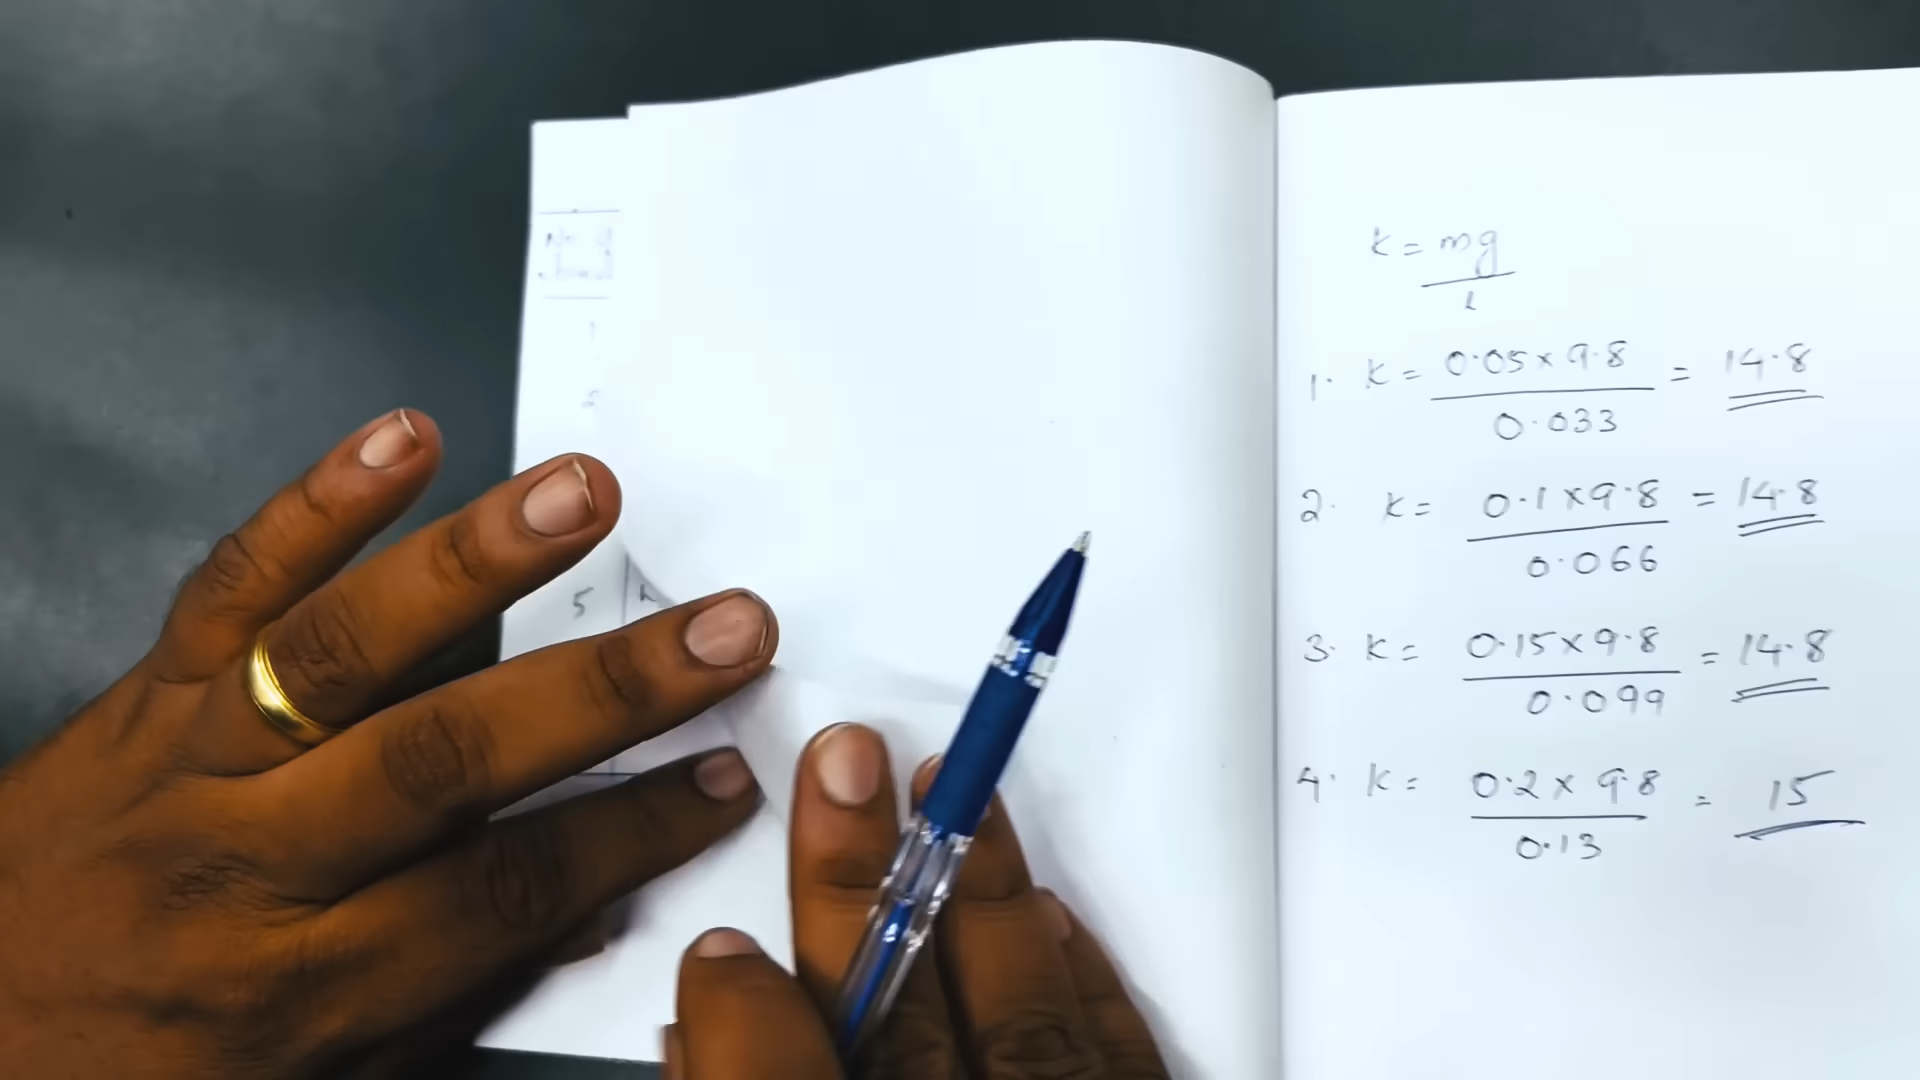 5
K = mg
l
1. K = 0.05 x 9.8 = 14.8
0.033
2. K = 0.1 x 9.8 = 14.8
0.066
3. K = 0.15 x 9.8 = 14.8
0.099
4. K = 0.2 x 9.8 = 15
0.13